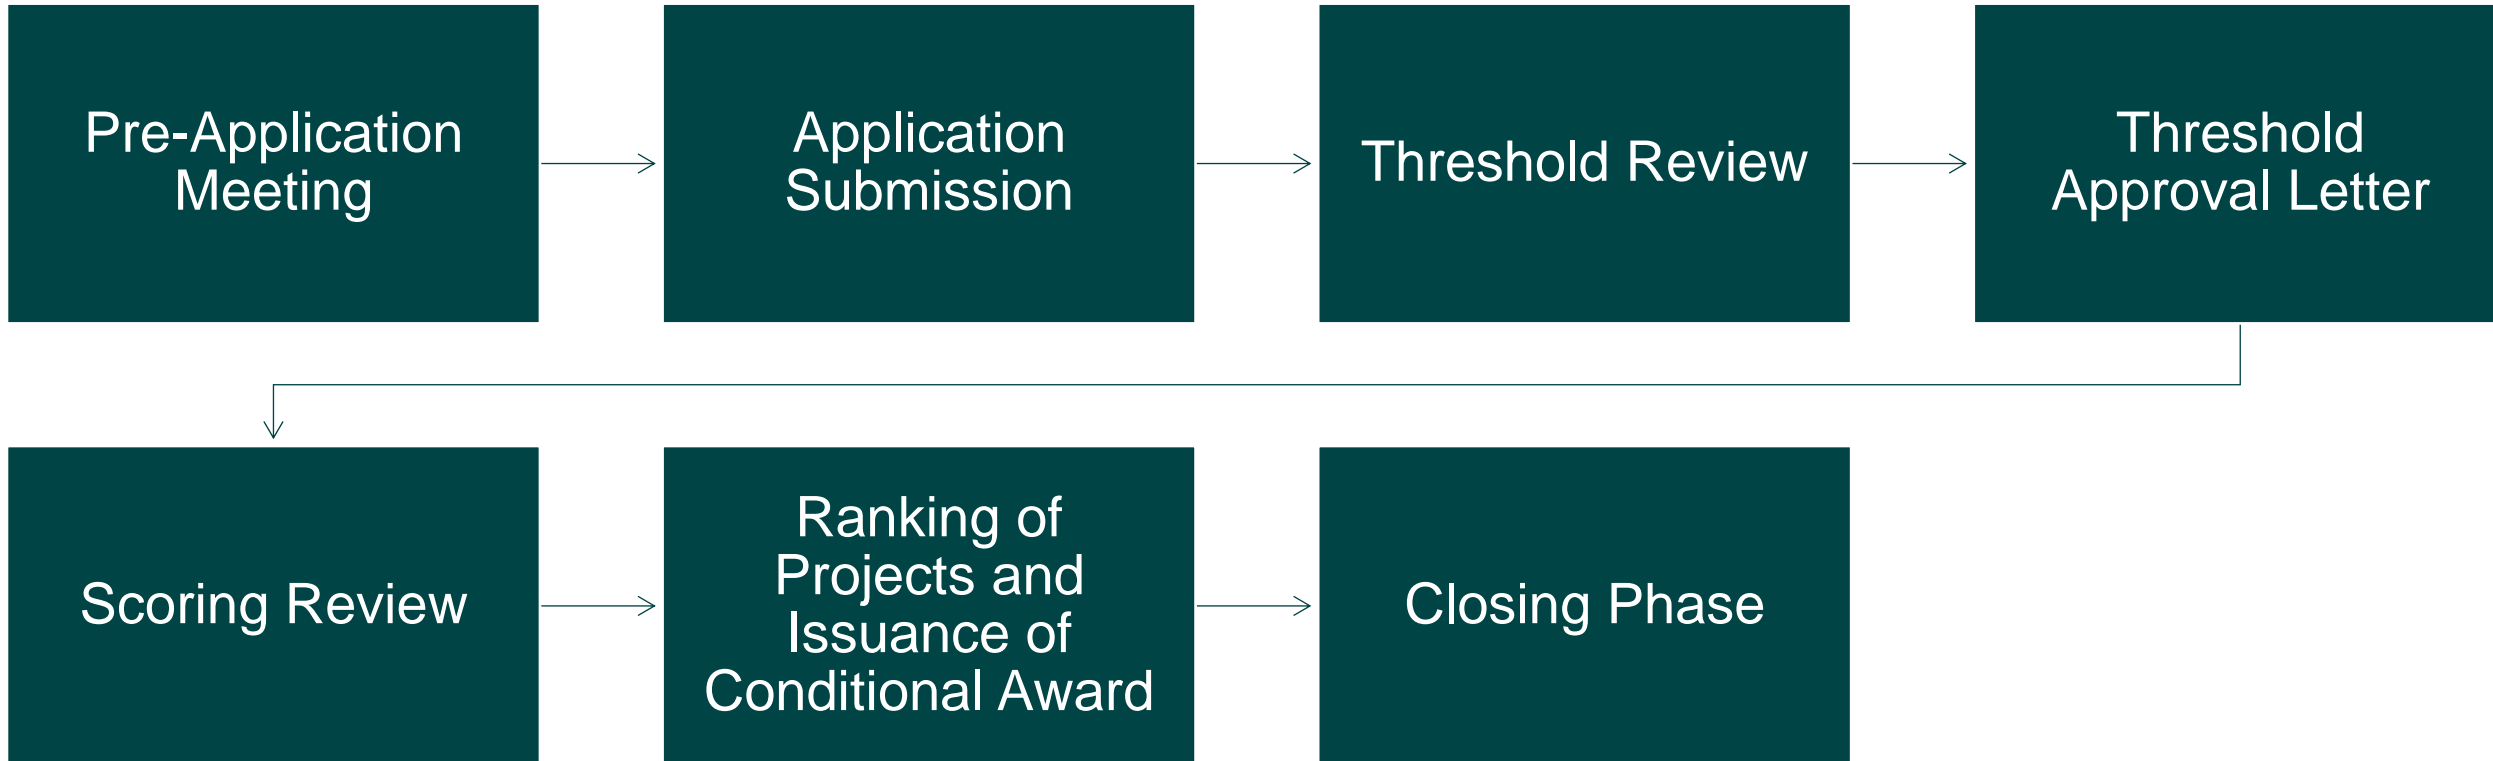 Pre-Application
Meeting
Application
Submission
Threshold Review
Threshold
Approval Letter
Scoring Review
Ranking of
Projects and
Issuance of
Conditional Award
Closing Phase